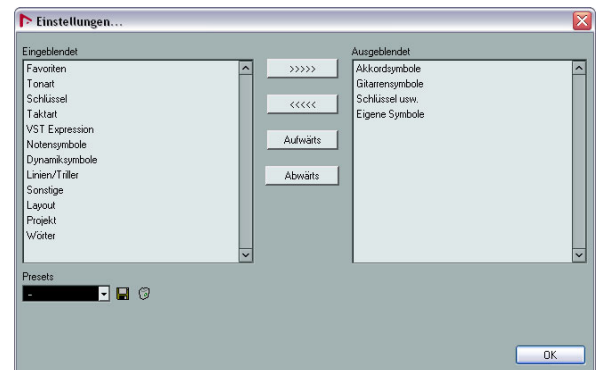 Einstellungen...
Eingeblendet
Favoriten
Tonart
Schlüssel
Taktart
VST Expression
Notensymbole
Dynamiksymbole
Linien/Triller
Sonstige
Layout
Projekt
Wörter
>>>>>
<<<<<
Aufwärts
Abwärts
Ausgeblendet
Akkordsymbole
Gitarrensymbole
Schlüssel usw.
Eigene Symbole
Presets
-
OK